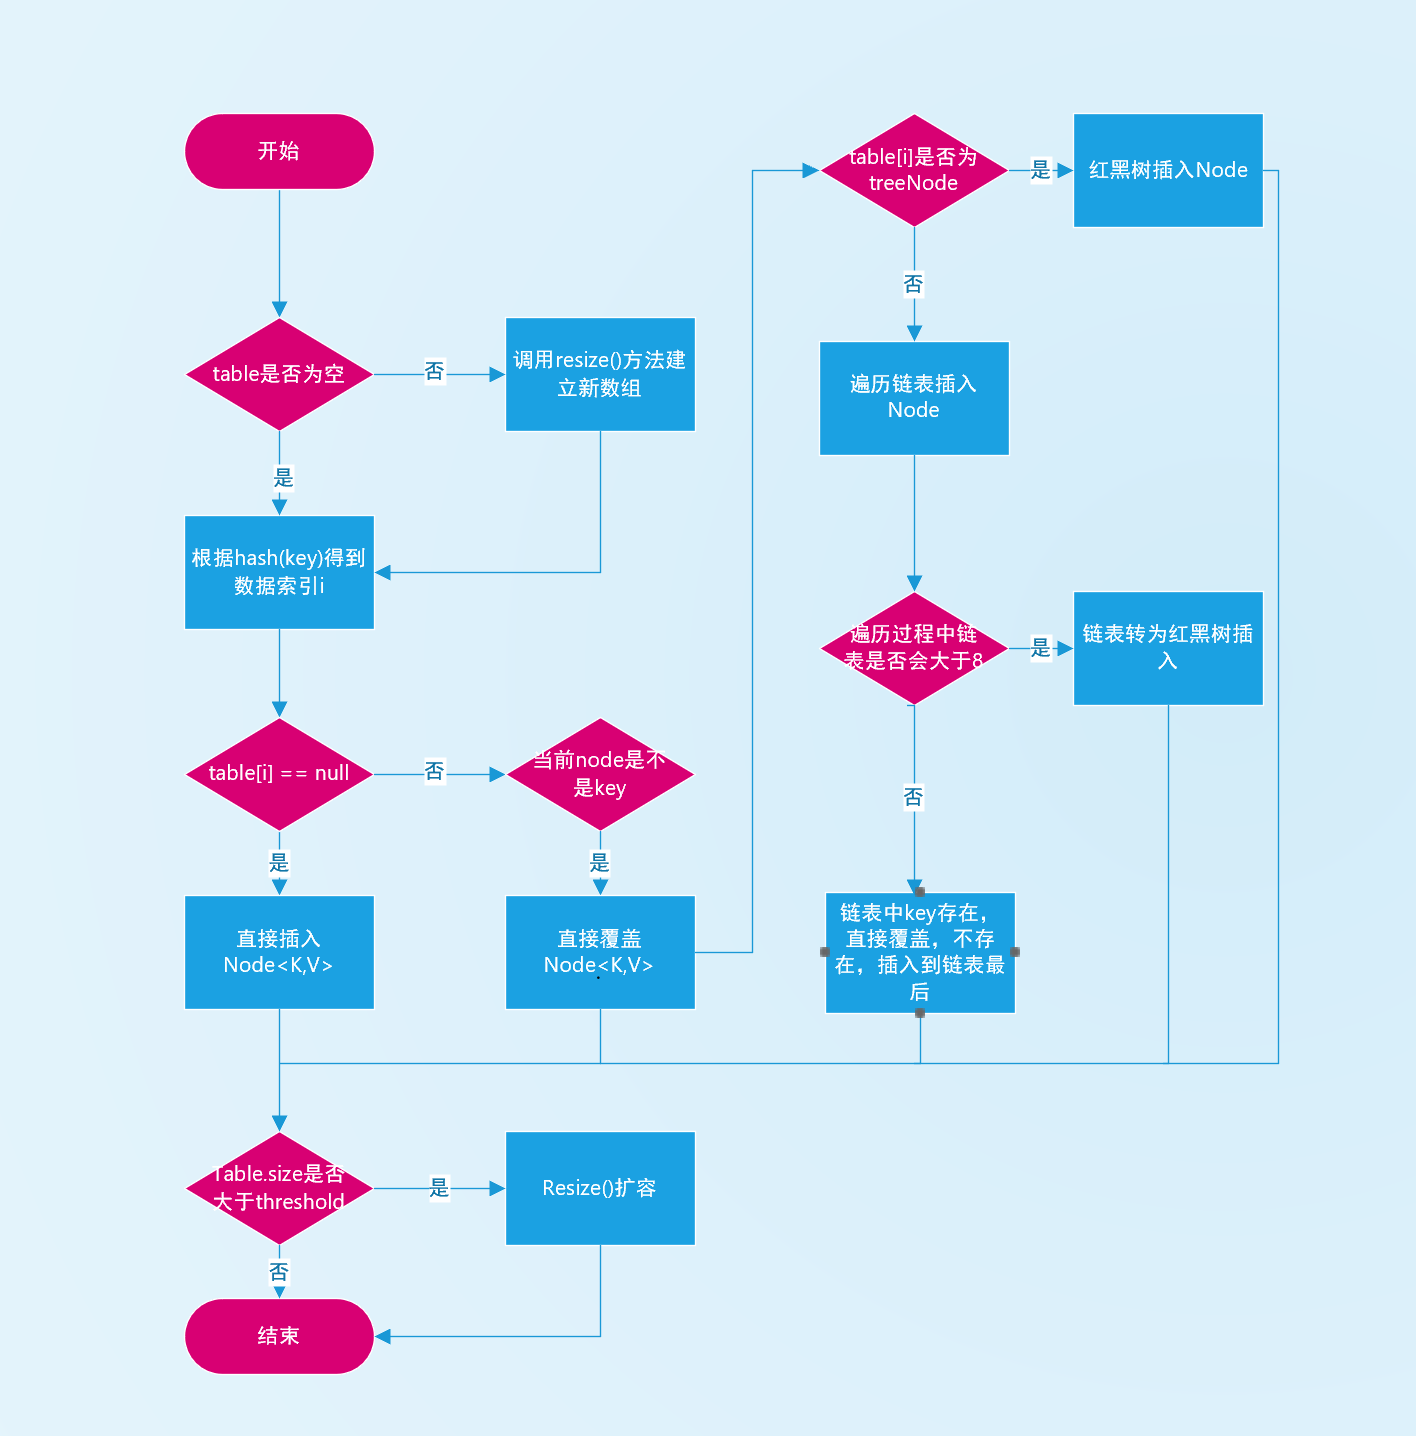 开始
table是否为空
否
调用resize()方法建
立新数组
是
根据hash(key)得到
数据索引i
table[i] == null
否
当前node是不
是key
是
是
直接插入
Node<K,V>
直接覆盖
Node<K,V>
table[i]是否为
treeNode
是
红黑树插入Node
否
遍历链表插入
Node
遍历过程中链
表是否会大于8
是
链表转为红黑树插
入
否
链表中key存在，
直接覆盖，不存
在，插入到链表最
后
Table.size是否
大于threshold
是
Resize()扩容
否
结束